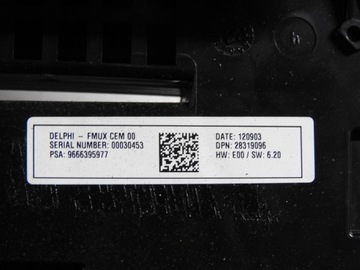 DELPHI - FMUX CEM 00
SERIAL NUMBER: 00030453
PSA: 9666395977
DATE: 120903
DPN: 28319096
HW: E00 / SW: 6.20